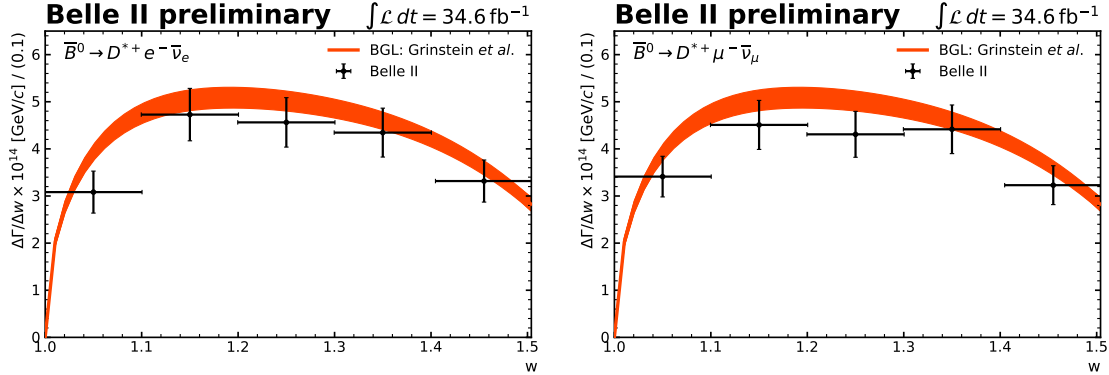 Belle II preliminary ∫ℒ dt = 34.6 fb⁻¹
B̅⁰ → D*⁺ e⁻ ν̅ₑ
BGL: Grinstein et al.
Belle II
ΔΓ/Δw × 10¹⁴ [GeV/c] / (0.1)
6
5
4
3
2
1
0
1.0 1.1 1.2 1.3 1.4 1.5
w
Belle II preliminary ∫ℒ dt = 34.6 fb⁻¹
B̅⁰ → D*⁺ μ⁻ ν̅_μ
BGL: Grinstein et al.
Belle II
ΔΓ/Δw × 10¹⁴ [GeV/c] / (0.1)
6
5
4
3
2
1
0
1.0 1.1 1.2 1.3 1.4 1.5
w